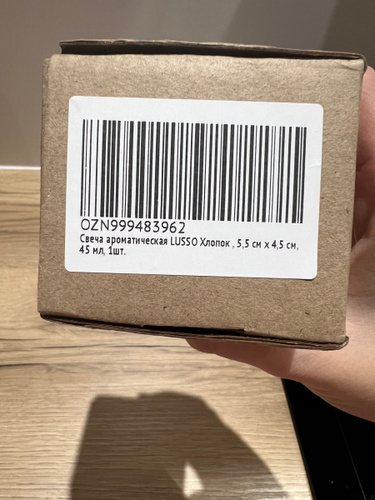 OZN999483962
Свеча ароматическая LUSSO Хлопок , 5,5 см х 4,5 см,
45 мл, 1шт.